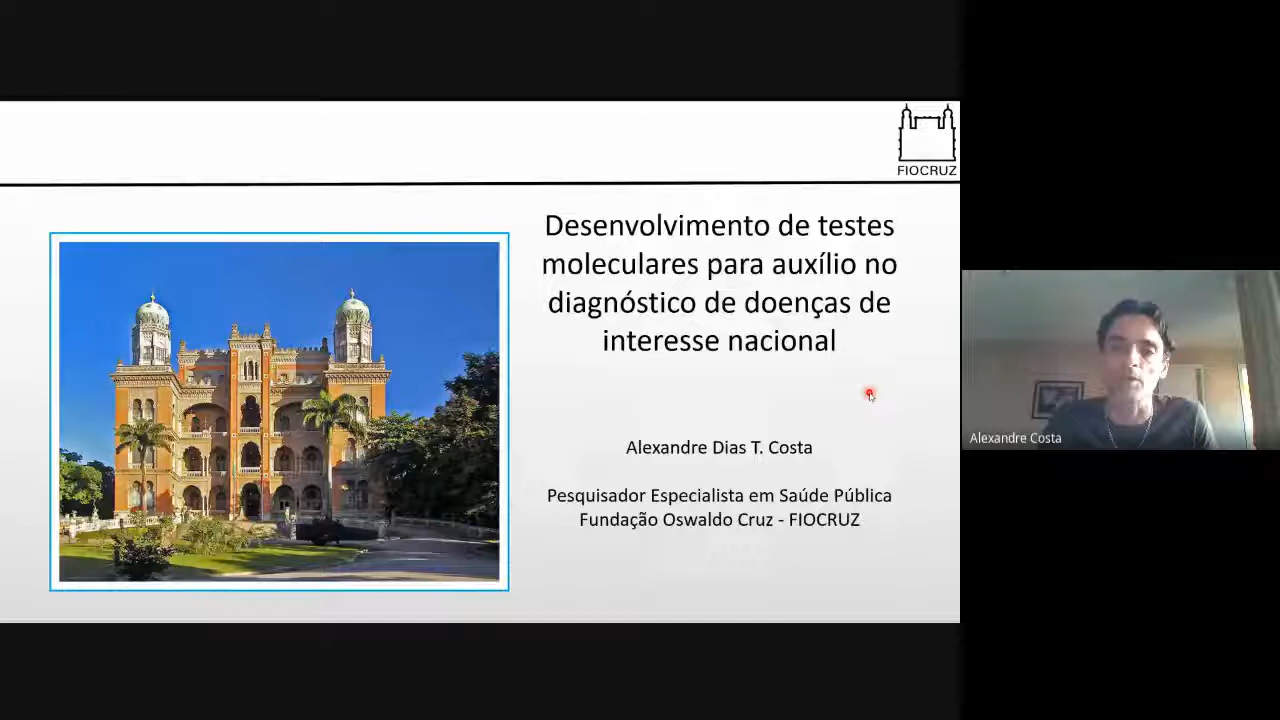 FIOCRUZ
Desenvolvimento de testes
moleculares para auxílio no
diagnóstico de doenças de
interesse nacional
Alexandre Dias T. Costa
Pesquisador Especialista em Saúde Pública
Fundação Oswaldo Cruz - FIOCRUZ
Alexandre Costa